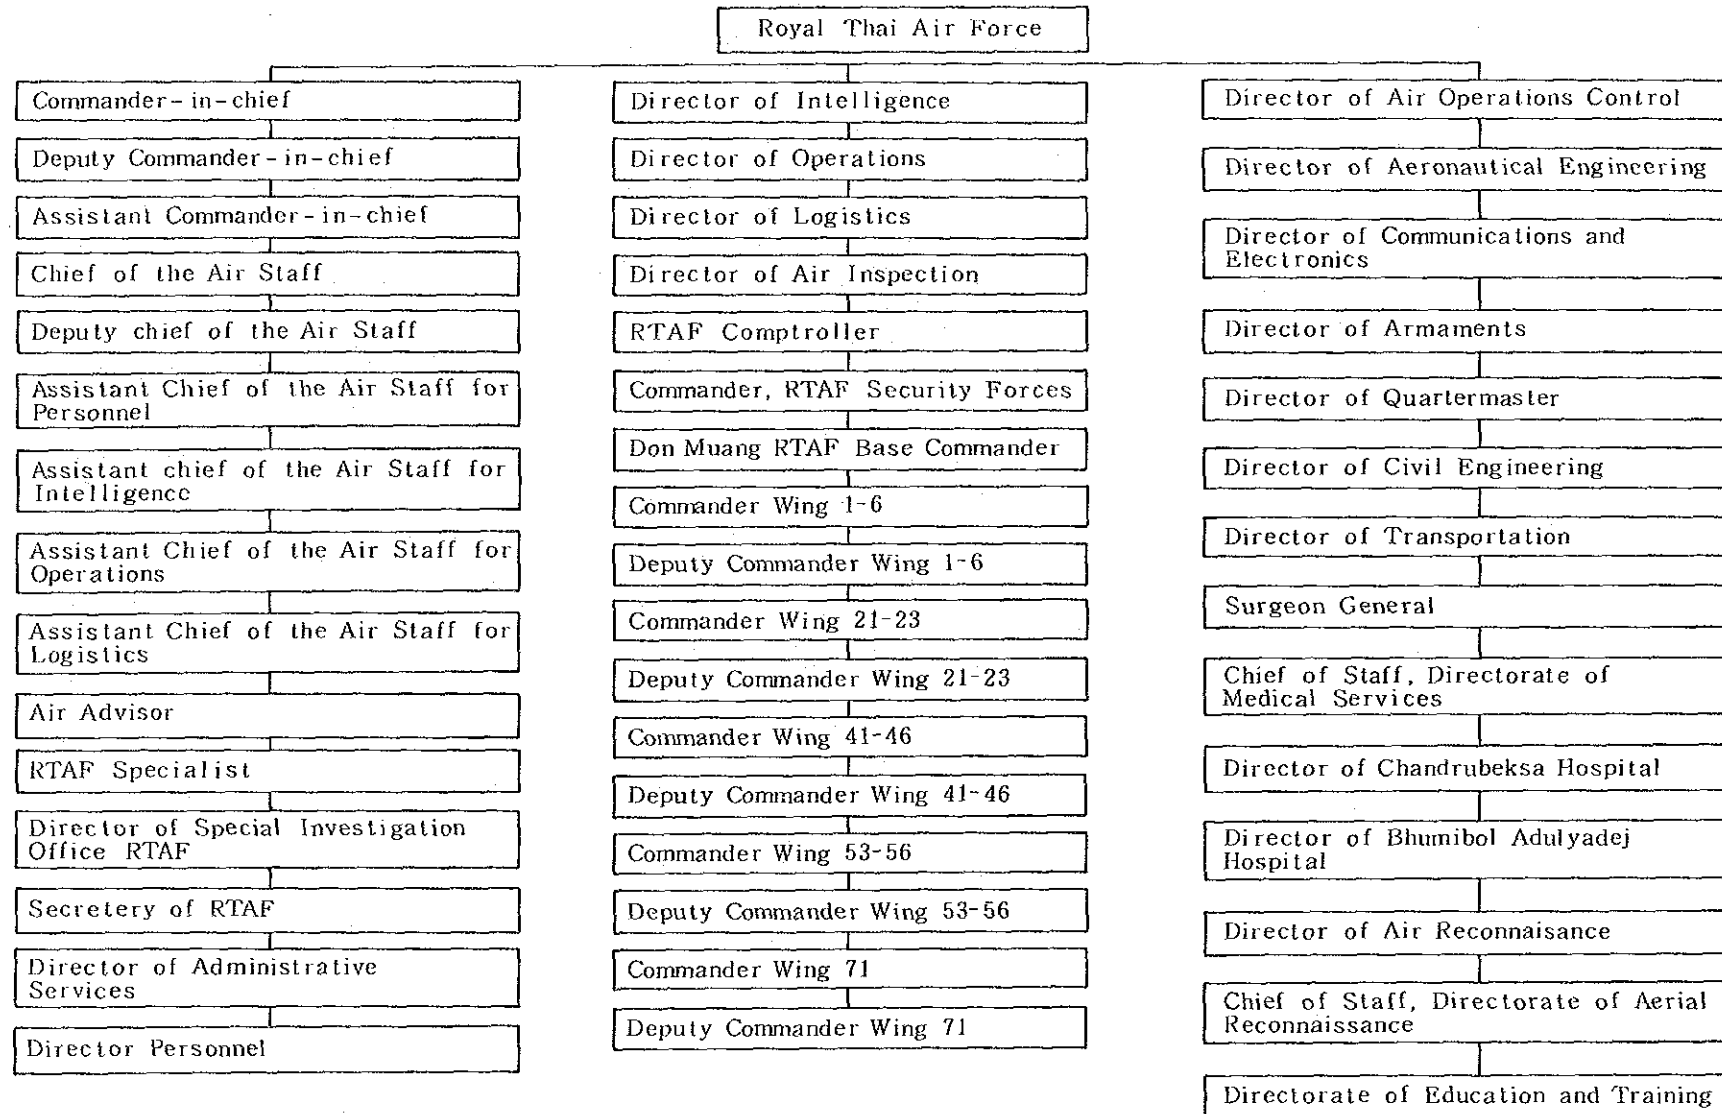 Royal Thai Air Force
Commander-in-chief
Deputy Commander-in-chief
Assistant Commander-in-chief
Chief of the Air Staff
Deputy chief of the Air Staff
Assistant Chief of the Air Staff for
Personnel
Assistant chief of the Air Staff for
Intelligence
Assistant Chief of the Air Staff for
Operations
Assistant Chief of the Air Staff for
Logistics
Air Advisor
RTAF Specialist
Director of Special Investigation
Office RTAF
Secretery of RTAF
Director of Administrative
Services
Director Personnel
Director of Intelligence
Director of Operations
Director of Logistics
Director of Air Inspection
RTAF Comptroller
Commander, RTAF Security Forces
Don Muang RTAF Base Commander
Commander Wing 1-6
Deputy Commander Wing 1-6
Commander Wing 21-23
Deputy Commander Wing 21-23
Commander Wing 41-46
Deputy Commander Wing 41-46
Commander Wing 53-56
Deputy Commander Wing 53-56
Commander Wing 71
Deputy Commander Wing 71
Director of Air Operations Control
Director of Aeronautical Engineering
Director of Communications and
Electronics
Director of Armaments
Director of Quartermaster
Director of Civil Engineering
Director of Transportation
Surgeon General
Chief of Staff, Directorate of
Medical Services
Director of Chandrubeksa Hospital
Director of Bhumibol Adulyadej
Hospital
Director of Air Reconnaisance
Chief of Staff, Directorate of Aerial
Reconnaissance
Directorate of Education and Training